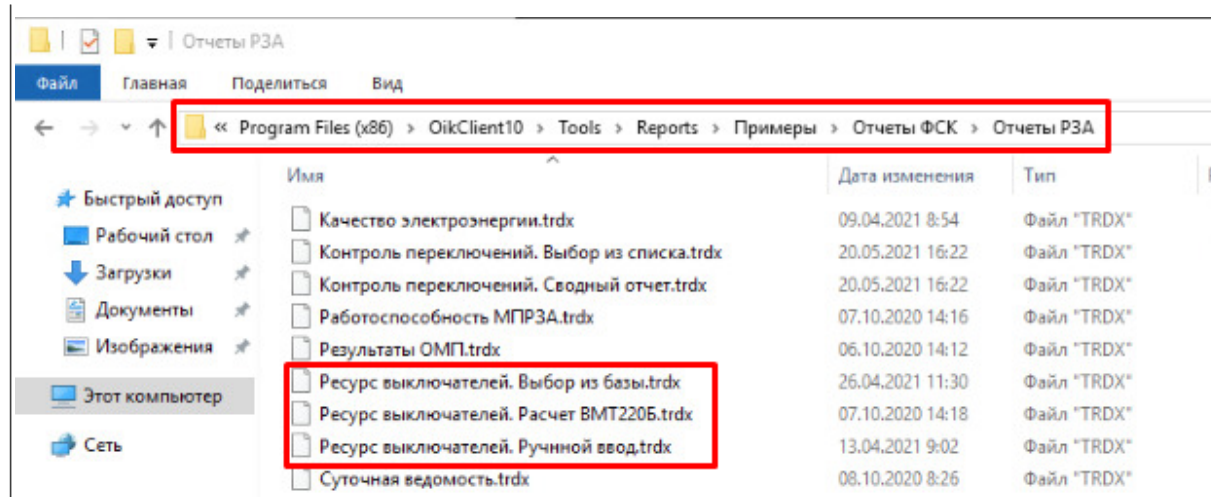 Отчеты РЗА
Файл Главная Поделиться Вид
« Program Files (x86) › OikClient10 › Tools › Reports › Примеры › Отчеты ФСК › Отчеты РЗА
Имя Дата изменения Тип
Быстрый доступ
Рабочий стол
Загрузки
Документы
Изображения
Этот компьютер
Сеть
Качество электроэнергии.trdx 09.04.2021 8:54 Файл "TRDX"
Контроль переключений. Выбор из списка.trdx 20.05.2021 16:22 Файл "TRDX"
Контроль переключений. Сводный отчет.trdx 20.05.2021 16:22 Файл "TRDX"
Работоспособность МПРЗА.trdx 07.10.2020 14:16 Файл "TRDX"
Результаты ОМП.trdx 06.10.2020 14:12 Файл "TRDX"
Ресурс выключателей. Выбор из базы.trdx 26.04.2021 11:30 Файл "TRDX"
Ресурс выключателей. Расчет ВМТ220Б.trdx 07.10.2020 14:18 Файл "TRDX"
Ресурс выключателей. Ручнной ввод.trdx 13.04.2021 9:02 Файл "TRDX"
Суточная ведомость.trdx 08.10.2020 8:26 Файл "TRDX"